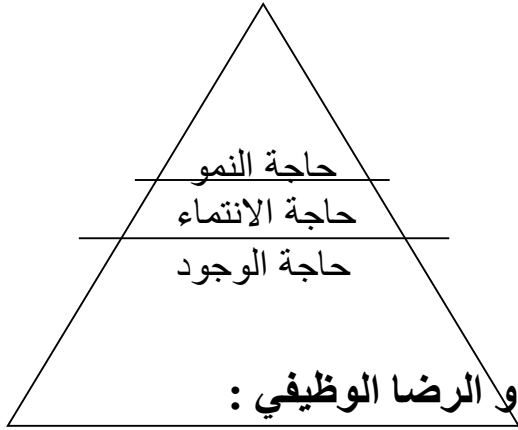 حاجة النمو
حاجة الانتماء
حاجة الوجود
و الرضا الوظيفي :